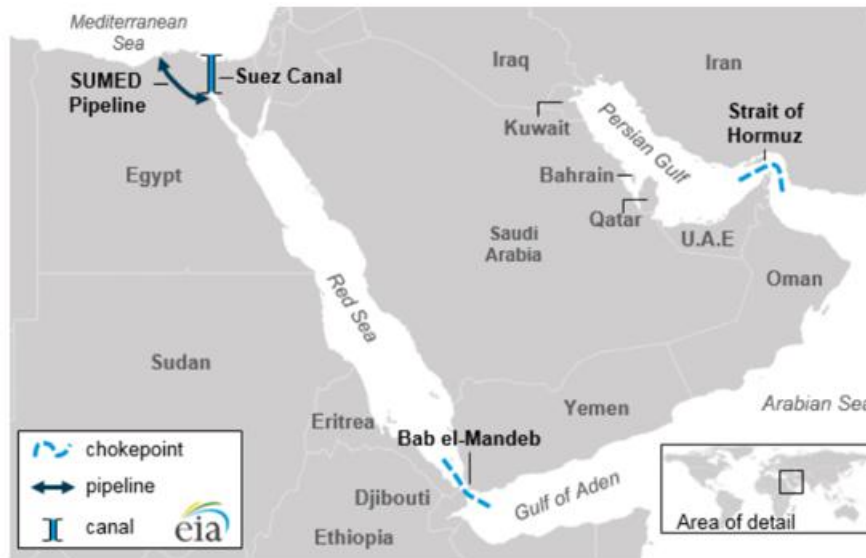 Mediterranean
Sea
SUMED
Pipeline
Suez Canal
Iraq
Iran
Kuwait
Persian Gulf
Strait of
Hormuz
Egypt
Bahrain
Qatar
Saudi
Arabia
U.A.E
Oman
Red Sea
Sudan
Eritrea
Yemen
Arabian Sea
Bab el-Mandeb
Djibouti
Gulf of Aden
Ethiopia
chokepoint
pipeline
canal
eia
Area of detail